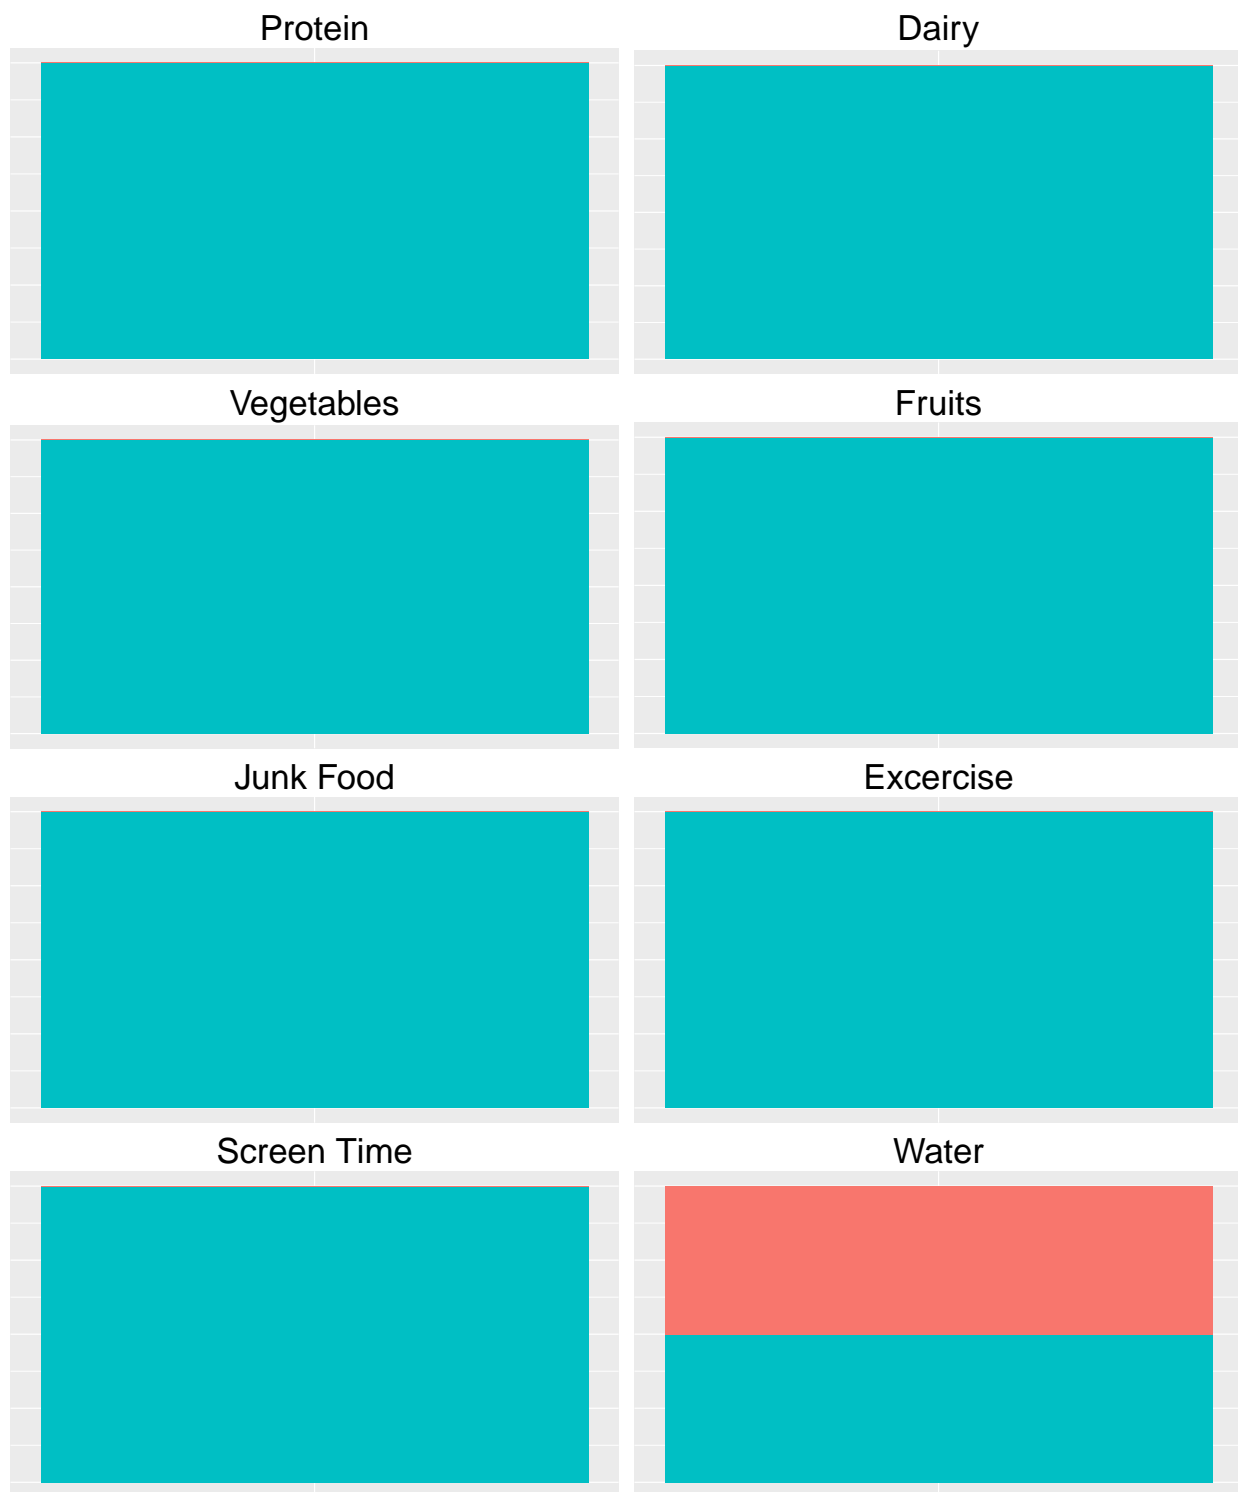 Protein
Dairy
Vegetables
Fruits
Junk Food
Excercise
Screen Time
Water